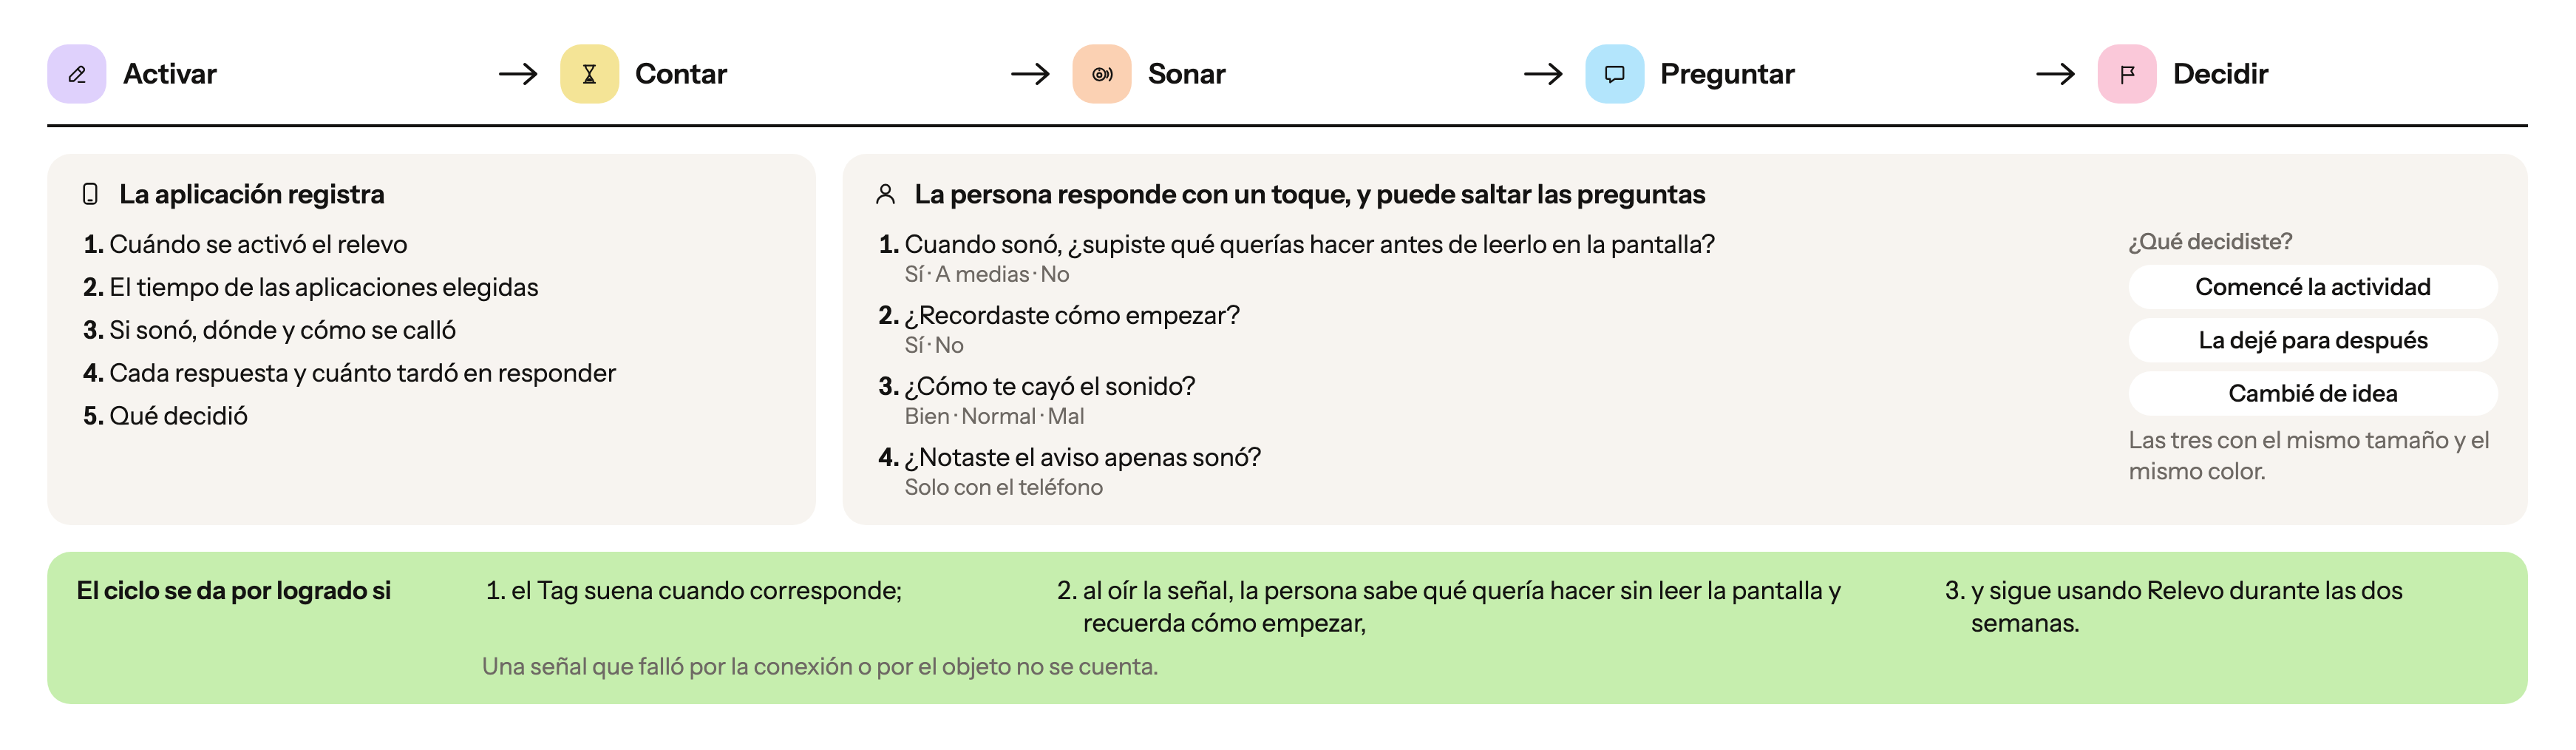 Activar → Contar → Sonar → Preguntar → Decidir
La aplicación registra
1. Cuándo se activó el relevo
2. El tiempo de las aplicaciones elegidas
3. Si sonó, dónde y cómo se calló
4. Cada respuesta y cuánto tardó en responder
5. Qué decidió
La persona responde con un toque, y puede saltar las preguntas
1. Cuando sonó, ¿supiste qué querías hacer antes de leerlo en la pantalla?
Sí · A medias · No
2. ¿Recordaste cómo empezar?
Sí · No
3. ¿Cómo te cayó el sonido?
Bien · Normal · Mal
4. ¿Notaste el aviso apenas sonó?
Solo con el teléfono
¿Qué decidiste?
Comencé la actividad
La dejé para después
Cambié de idea
Las tres con el mismo tamaño y el
mismo color.
El ciclo se da por logrado si
1. el Tag suena cuando corresponde;
2. al oír la señal, la persona sabe qué quería hacer sin leer la pantalla y
recuerda cómo empezar,
3. y sigue usando Relevo durante las dos
semanas.
Una señal que falló por la conexión o por el objeto no se cuenta.